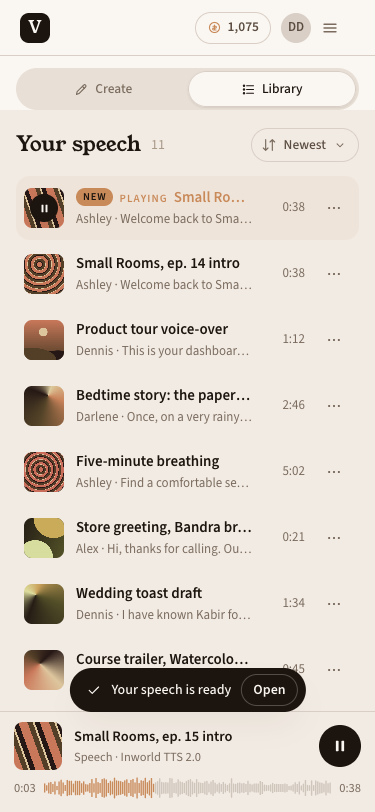 V
1,075
DD
Create
Library
Your speech 11
Newest
NEW PLAYING Small Ro…
Ashley · Welcome back to Sma…
0:38
Small Rooms, ep. 14 intro
Ashley · Welcome back to Sma…
0:38
Product tour voice-over
Dennis · This is your dashboar…
1:12
Bedtime story: the paper…
Darlene · Once, on a very rainy…
2:46
Five-minute breathing
Ashley · Find a comfortable se…
5:02
Store greeting, Bandra br…
Alex · Hi, thanks for calling. Ou…
0:21
Wedding toast draft
Dennis · I have known Kabir fo…
1:34
Course trailer, Watercolo…
Your speech is ready Open
Small Rooms, ep. 15 intro
Speech · Inworld TTS 2.0
0:03
0:38